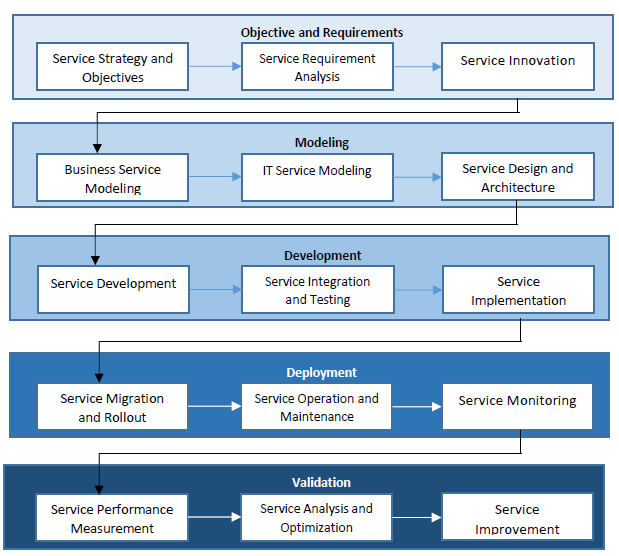 Objective and Requirements
Service Strategy and
Objectives
Service Requirement
Analysis
Service Innovation
Modeling
Business Service
Modeling
IT Service Modeling
Service Design and
Architecture
Development
Service Development
Service Integration
and Testing
Service
Implementation
Deployment
Service Migration
and Rollout
Service Operation and
Maintenance
Service Monitoring
Validation
Service Performance
Measurement
Service Analysis and
Optimization
Service
Improvement